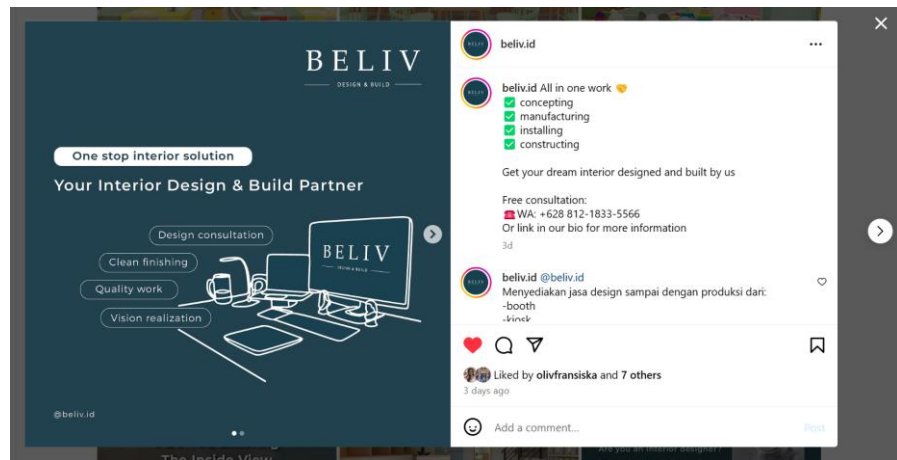 BELIV
DESIGN & BUILD
One stop interior solution
Your Interior Design & Build Partner
Design consultation
Clean finishing
Quality work
Vision realization
BELIV
@beliv.id
The Inside View
beliv.id
beliv.id All in one work
concepting
manufacturing
installing
constructing
Get your dream interior designed and built by us
Free consultation:
WA: +628 812-1833-5566
Or link in our bio for more information
3d
beliv.id @beliv.id
Menyediakan jasa design sampai dengan produksi dari:
-booth
-kiosk
Liked by olivfransiska and 7 others
3 days ago
Add a comment...
Post
Are you an interior designer?